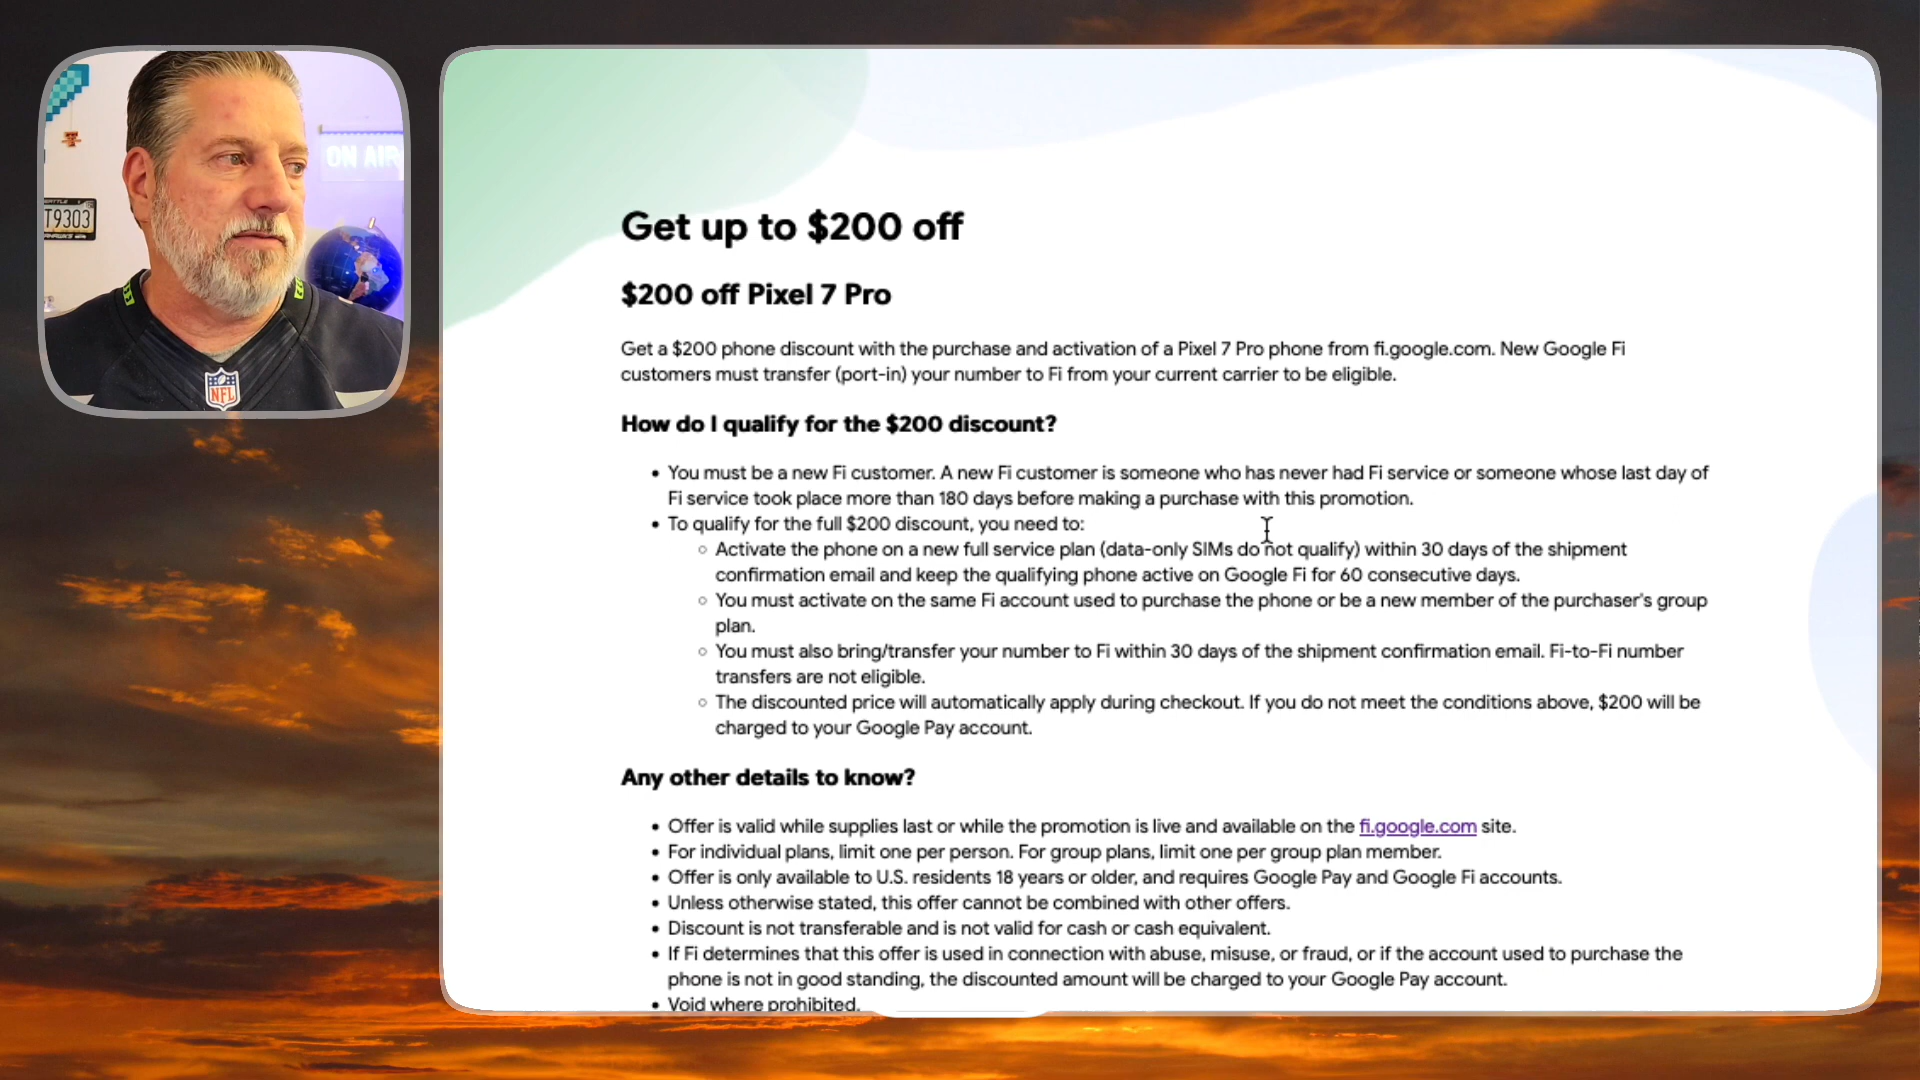 ON AIR
T9303
NFL
Get up to $200 off
$200 off Pixel 7 Pro
Get a $200 phone discount with the purchase and activation of a Pixel 7 Pro phone from fi.google.com. New Google Fi
customers must transfer (port-in) your number to Fi from your current carrier to be eligible.
How do I qualify for the $200 discount?
• You must be a new Fi customer. A new Fi customer is someone who has never had Fi service or someone whose last day of
Fi service took place more than 180 days before making a purchase with this promotion.
• To qualify for the full $200 discount, you need to:
○ Activate the phone on a new full service plan (data-only SIMs do not qualify) within 30 days of the shipment
confirmation email and keep the qualifying phone active on Google Fi for 60 consecutive days.
○ You must activate on the same Fi account used to purchase the phone or be a new member of the purchaser's group
plan.
○ You must also bring/transfer your number to Fi within 30 days of the shipment confirmation email. Fi-to-Fi number
transfers are not eligible.
○ The discounted price will automatically apply during checkout. If you do not meet the conditions above, $200 will be
charged to your Google Pay account.
Any other details to know?
• Offer is valid while supplies last or while the promotion is live and available on the fi.google.com site.
• For individual plans, limit one per person. For group plans, limit one per group plan member.
• Offer is only available to U.S. residents 18 years or older, and requires Google Pay and Google Fi accounts.
• Unless otherwise stated, this offer cannot be combined with other offers.
• Discount is not transferable and is not valid for cash or cash equivalent.
• If Fi determines that this offer is used in connection with abuse, misuse, or fraud, or if the account used to purchase the
phone is not in good standing, the discounted amount will be charged to your Google Pay account.
• Void where prohibited.